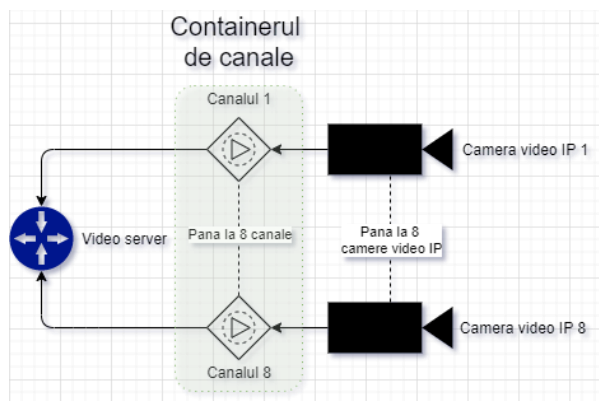 Containerul
de canale
Canalul 1
Camera video IP 1
Video server
Pana la 8 canale
Pana la 8
camere video IP
Camera video IP 8
Canalul 8